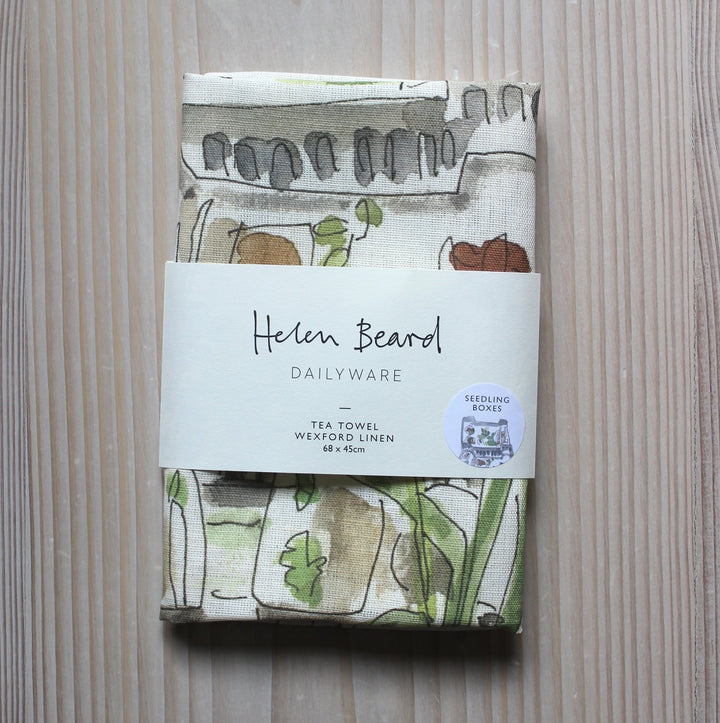 Helen Beard
DAILYWARE
—
TEA TOWEL
WEXFORD LINEN
68 x 45cm
SEEDLING
BOXES